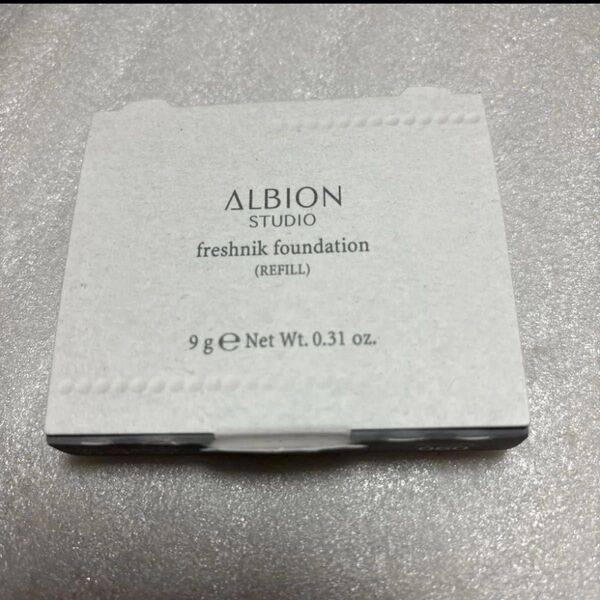 ALBION
STUDIO
freshnik foundation
(REFILL)
9 g ℮ Net Wt. 0.31 oz.